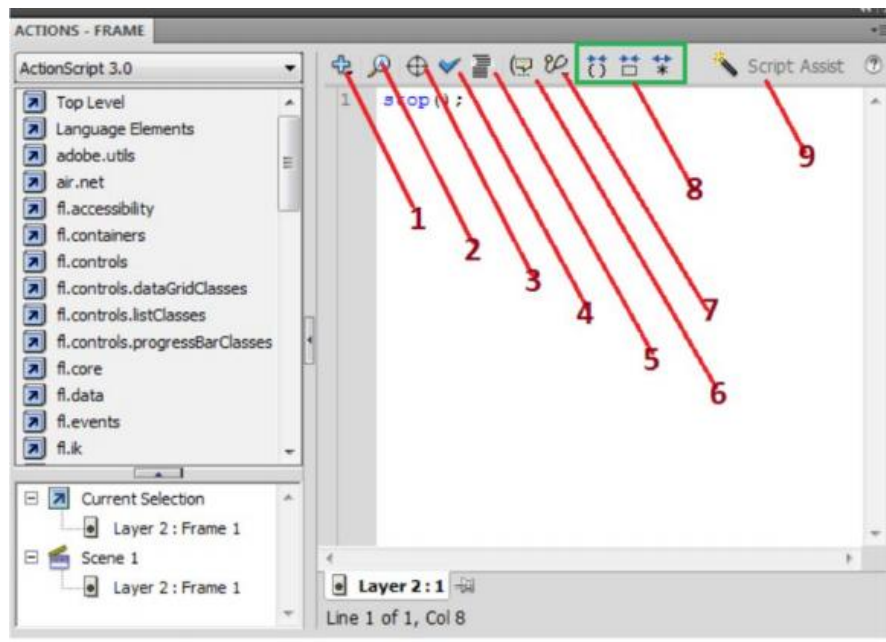 ACTIONS - FRAME
ActionScript 3.0
Top Level
Language Elements
adobe.utils
air.net
fl.accessibility
fl.containers
fl.controls
fl.controls.dataGridClasses
fl.controls.listClasses
fl.controls.progressBarClasses
fl.core
fl.data
fl.events
fl.ik
Current Selection
Layer 2 : Frame 1
Scene 1
Layer 2 : Frame 1
Script Assist
1 stop();
1
2
3
4
5
6
7
8
9
Layer 2 : 1
Line 1 of 1, Col 8